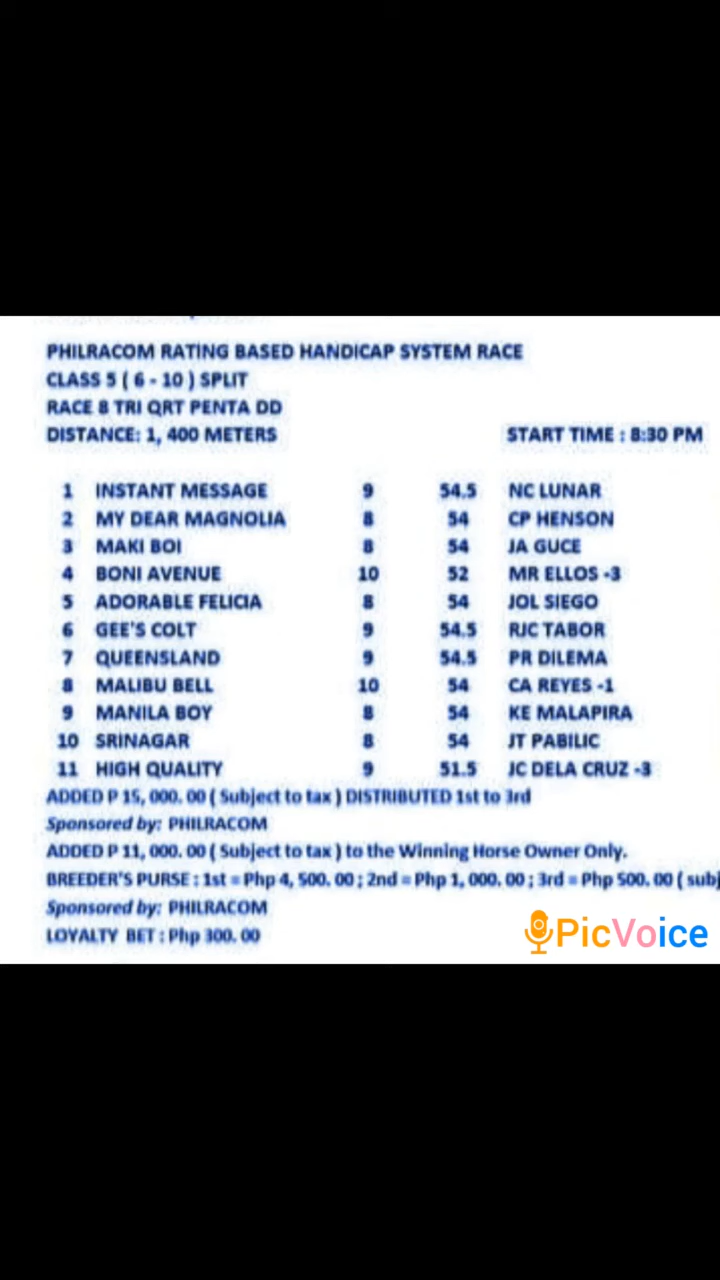 PHILRACOM RATING BASED HANDICAP SYSTEM RACE
CLASS 5 ( 6 - 10 ) SPLIT
RACE 8 TRI QRT PENTA DD
DISTANCE: 1, 400 METERS START TIME : 8:30 PM
1 INSTANT MESSAGE 9 54.5 NC LUNAR
2 MY DEAR MAGNOLIA 8 54 CP HENSON
3 MAKI BOI 8 54 JA GUCE
4 BONI AVENUE 10 52 MR ELLOS -3
5 ADORABLE FELICIA 8 54 JOL SIEGO
6 GEE'S COLT 9 54.5 RJC TABOR
7 QUEENSLAND 9 54.5 PR DILEMA
8 MALIBU BELL 10 54 CA REYES -1
9 MANILA BOY 8 54 KE MALAPIRA
10 SRINAGAR 8 54 JT PABILIC
11 HIGH QUALITY 9 51.5 JC DELA CRUZ -3
ADDED P 15, 000. 00 ( Subject to tax ) DISTRIBUTED 1st to 3rd
Sponsored by: PHILRACOM
ADDED P 11, 000. 00 ( Subject to tax ) to the Winning Horse Owner Only.
BREEDER'S PURSE : 1st = Php 4, 500. 00 ; 2nd = Php 1, 000. 00 ; 3rd = Php 500. 00 ( subj
Sponsored by: PHILRACOM
LOYALTY BET : Php 300. 00
PicVoice